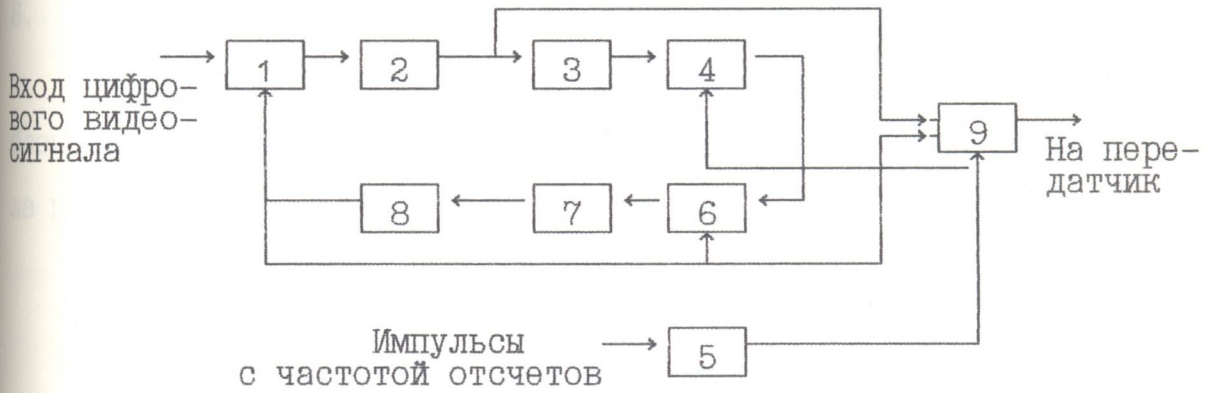 1
2
3
4
Вход цифро-
вого видео-
сигнала
9
На пере-
датчик
8
7
6
Импульсы
с частотой отсчетов
5